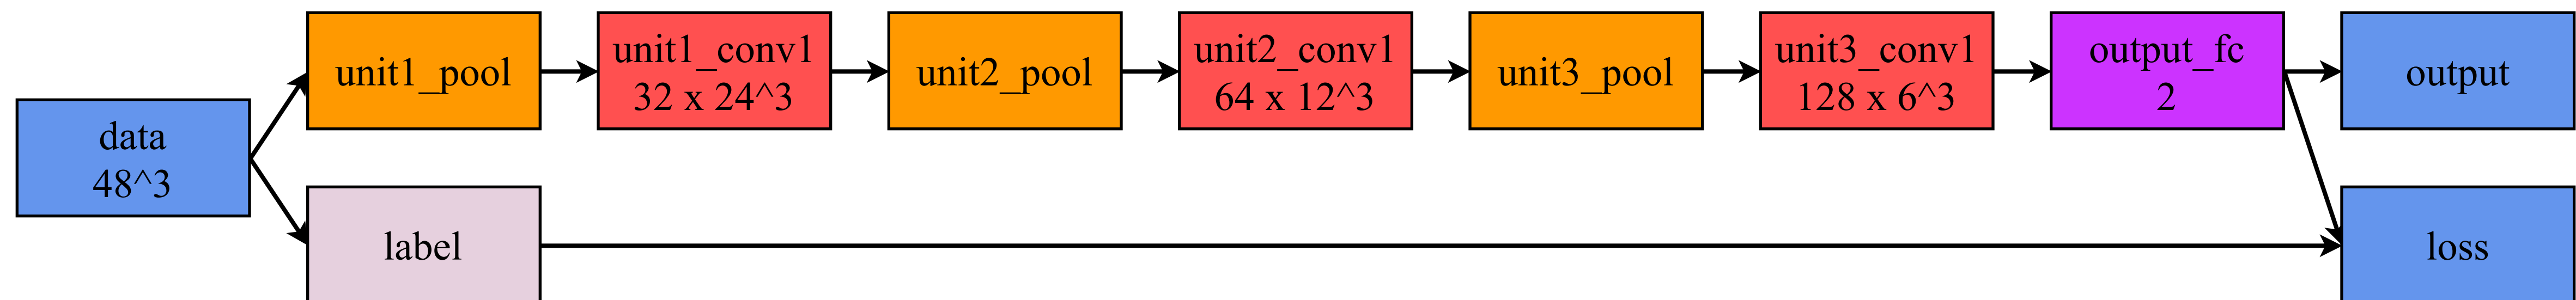 data
48^3
unit1_pool
unit1_conv1
32 x 24^3
unit2_pool
unit2_conv1
64 x 12^3
unit3_pool
unit3_conv1
128 x 6^3
output_fc
2
output
label
loss